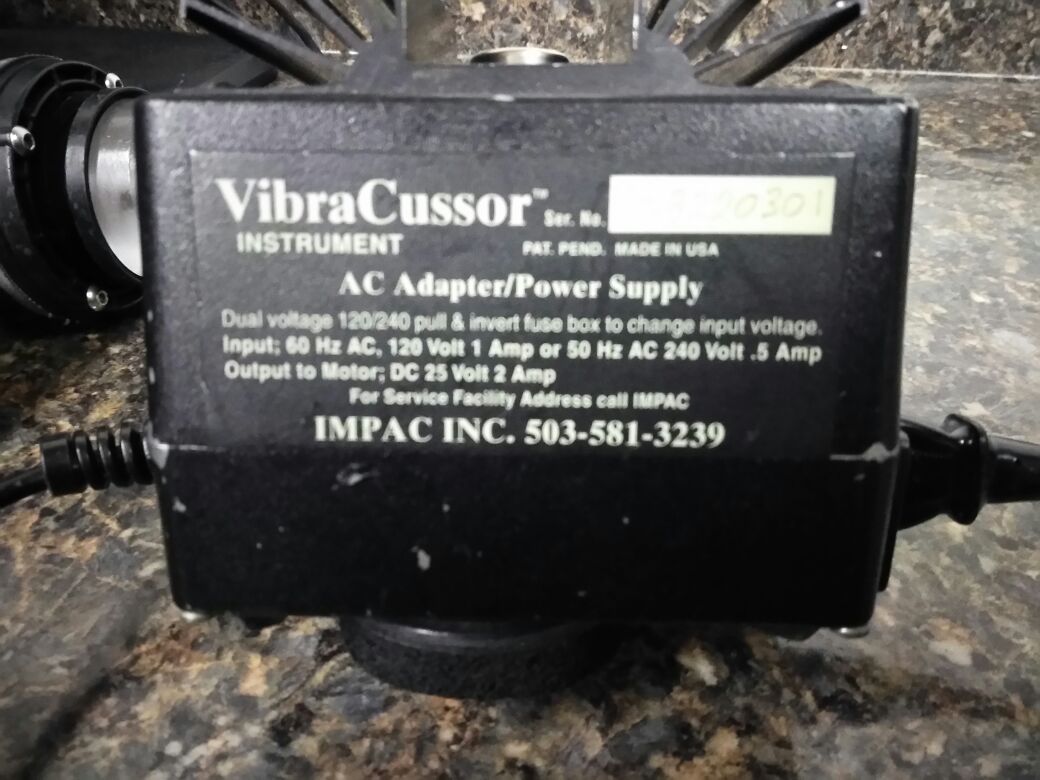 VibraCussor™ Ser. No.
INSTRUMENT PAT. PEND. MADE IN USA
AC Adapter/Power Supply
Dual voltage 120/240 pull & invert fuse box to change input voltage.
Input; 60 Hz AC, 120 Volt 1 Amp or 50 Hz AC 240 Volt .5 Amp
Output to Motor; DC 25 Volt 2 Amp
For Service Facility Address call IMPAC
IMPAC INC. 503-581-3239